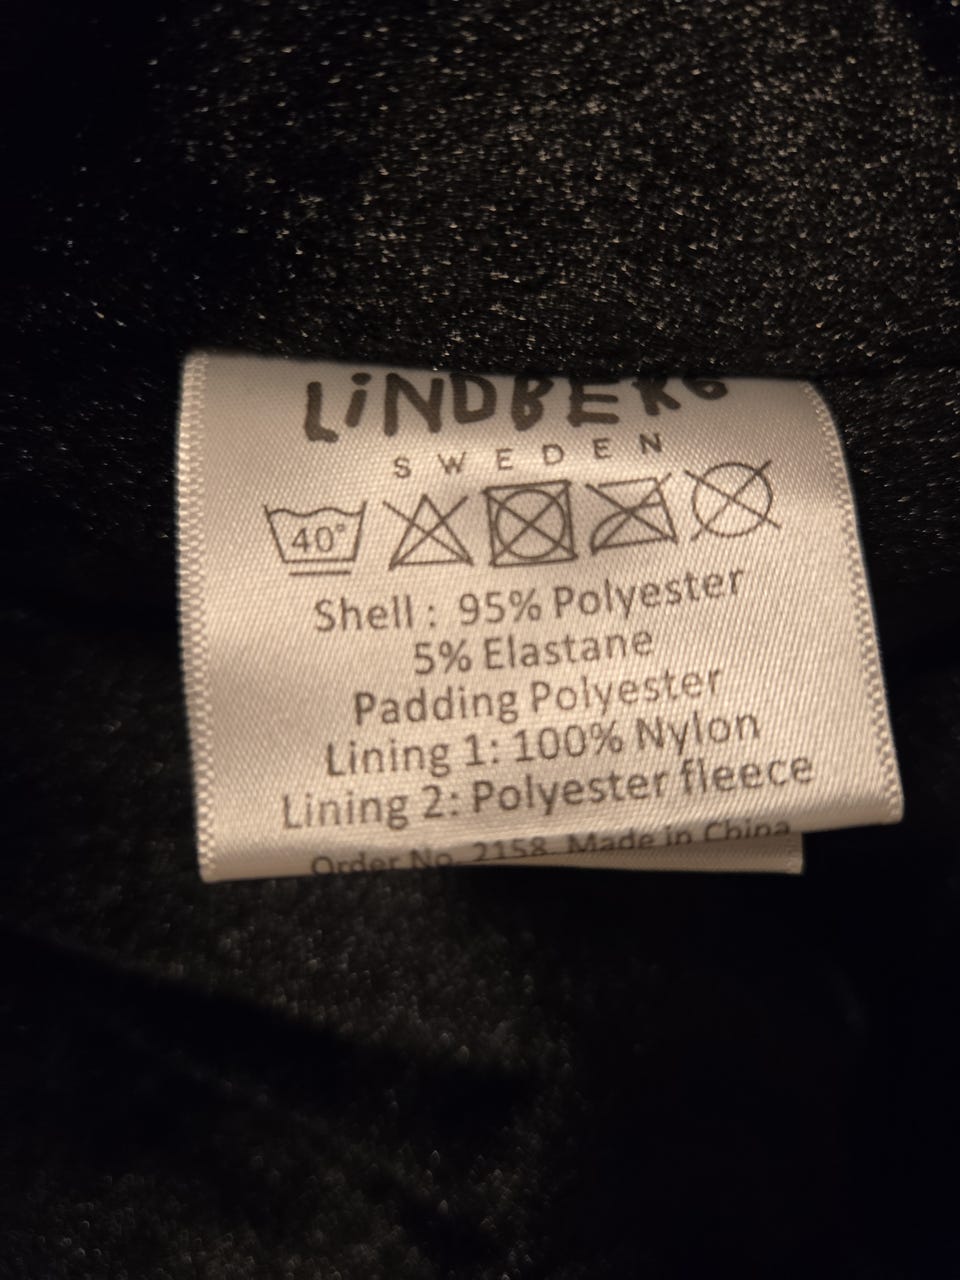 LiNDBERG
SWEDEN
40°
Shell : 95% Polyester
5% Elastane
Padding Polyester
Lining 1: 100% Nylon
Lining 2: Polyester fleece
Order No. 2158 Made in China